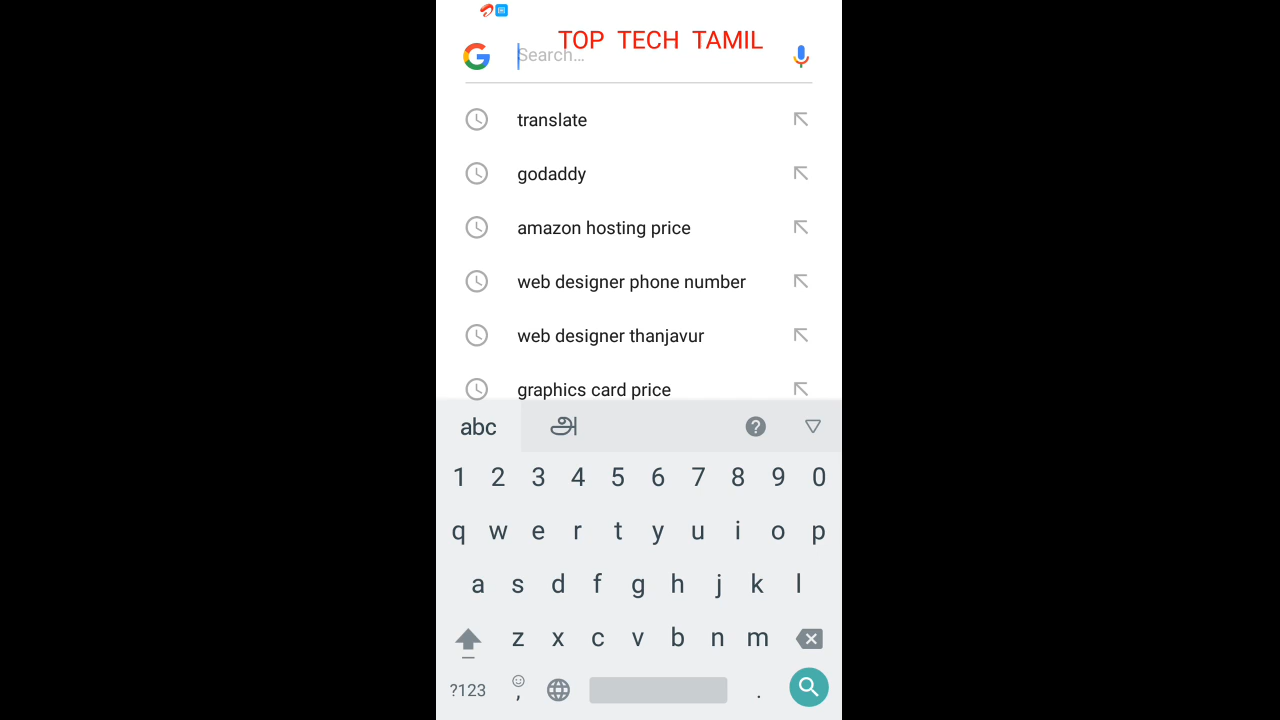 TOP TECH TAMIL
Search...
translate
godaddy
amazon hosting price
web designer phone number
web designer thanjavur
graphics card price
abc அ ?
1 2 3 4 5 6 7 8 9 0
q w e r t y u i o p
a s d f g h j k l
z x c v b n m
?123 , .